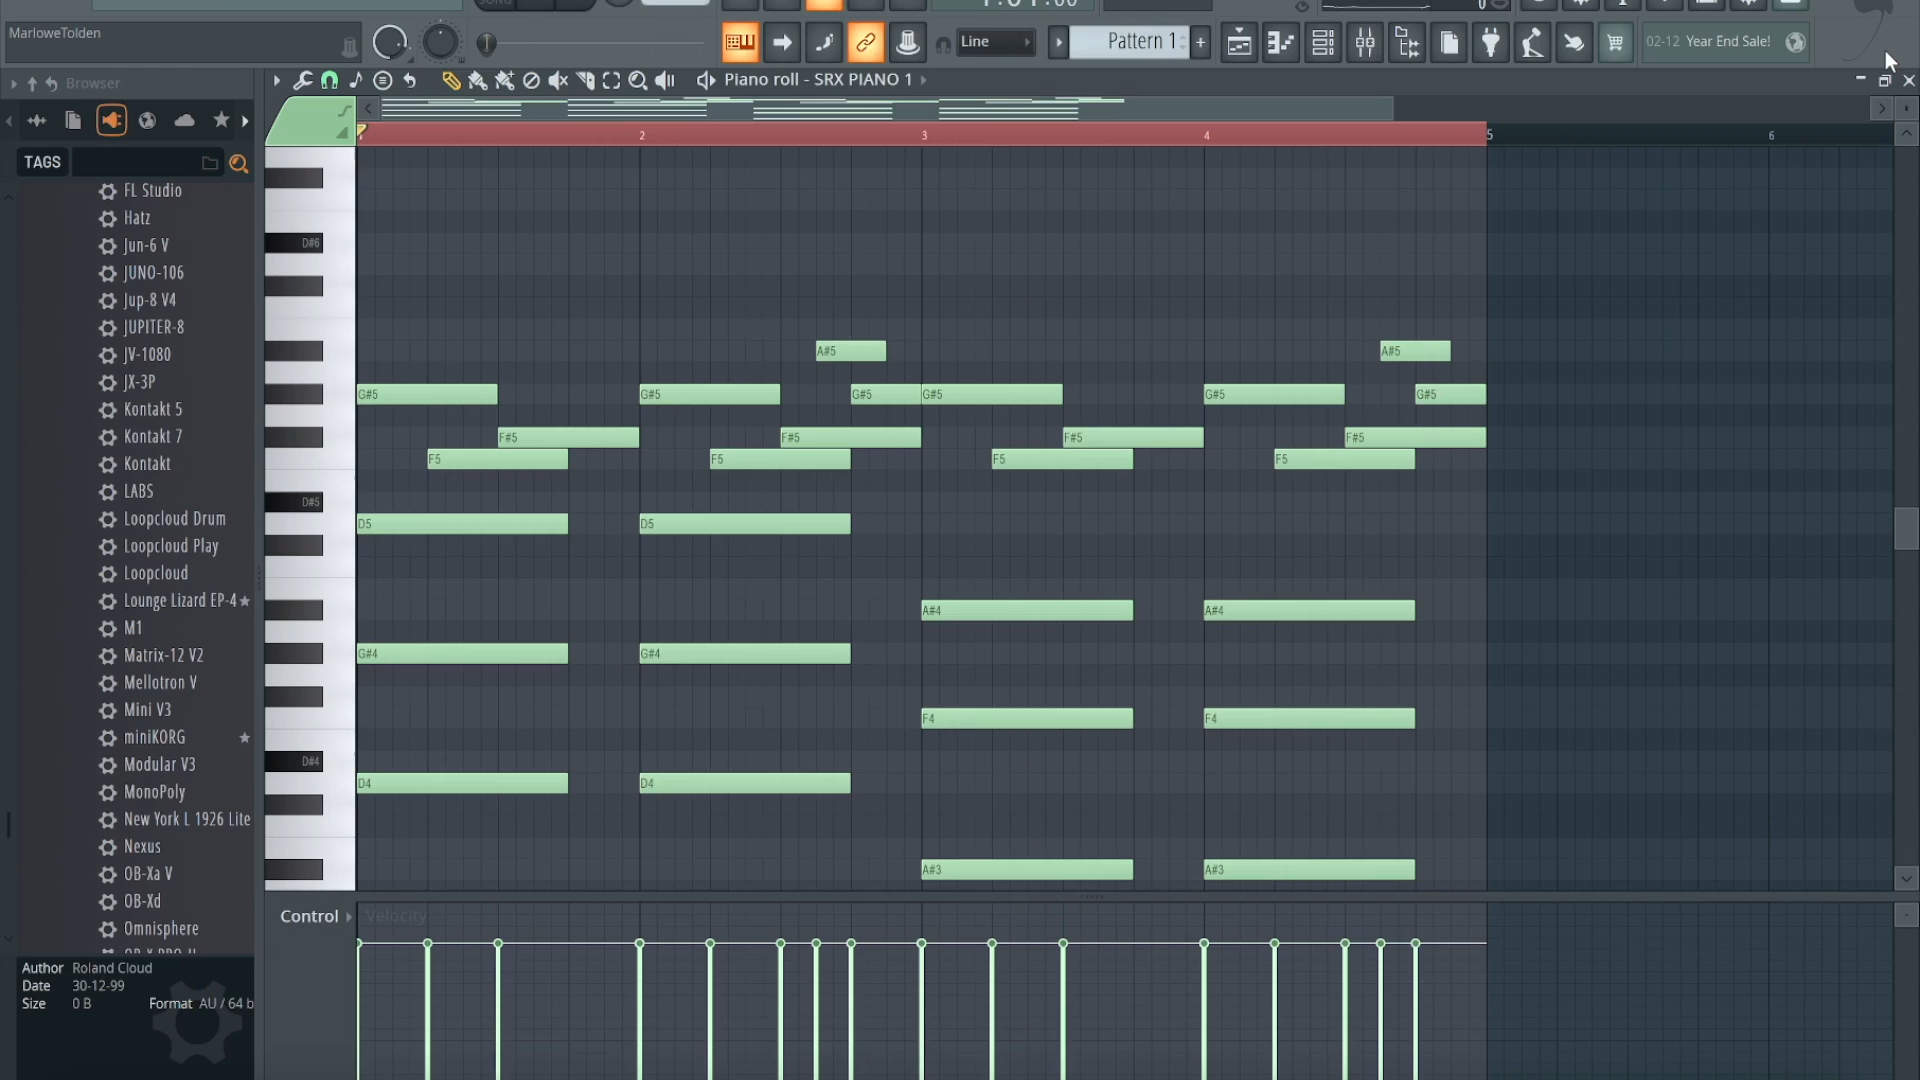 MarloweTolden
Line
Pattern 1
+
02-12 Year End Sale!
Browser
Piano roll - SRX PIANO 1
TAGS
2
3
4
5
6
FL Studio
Hatz
Jun-6 V
JUNO-106
Jup-8 V4
JUPITER-8
JV-1080
JX-3P
Kontakt 5
Kontakt 7
Kontakt
LABS
Loopcloud Drum
Loopcloud Play
Loopcloud
Lounge Lizard EP-4
M1
Matrix-12 V2
Mellotron V
Mini V3
miniKORG
Modular V3
MonoPoly
New York L 1926 Lite
Nexus
OB-Xa V
OB-Xd
Omnisphere
Author Roland Cloud
Date 30-12-99
Size 0 B Format AU / 64 b
D#6
A#5 A#5
G#5 G#5 G#5 G#5 G#5 G#5
F#5 F#5 F#5 F#5
F5 F5 F5 F5
D#5
D5 D5
A#4 A#4
G#4 G#4
F4 F4
D#4
D4 D4
A#3 A#3
Control Velocity